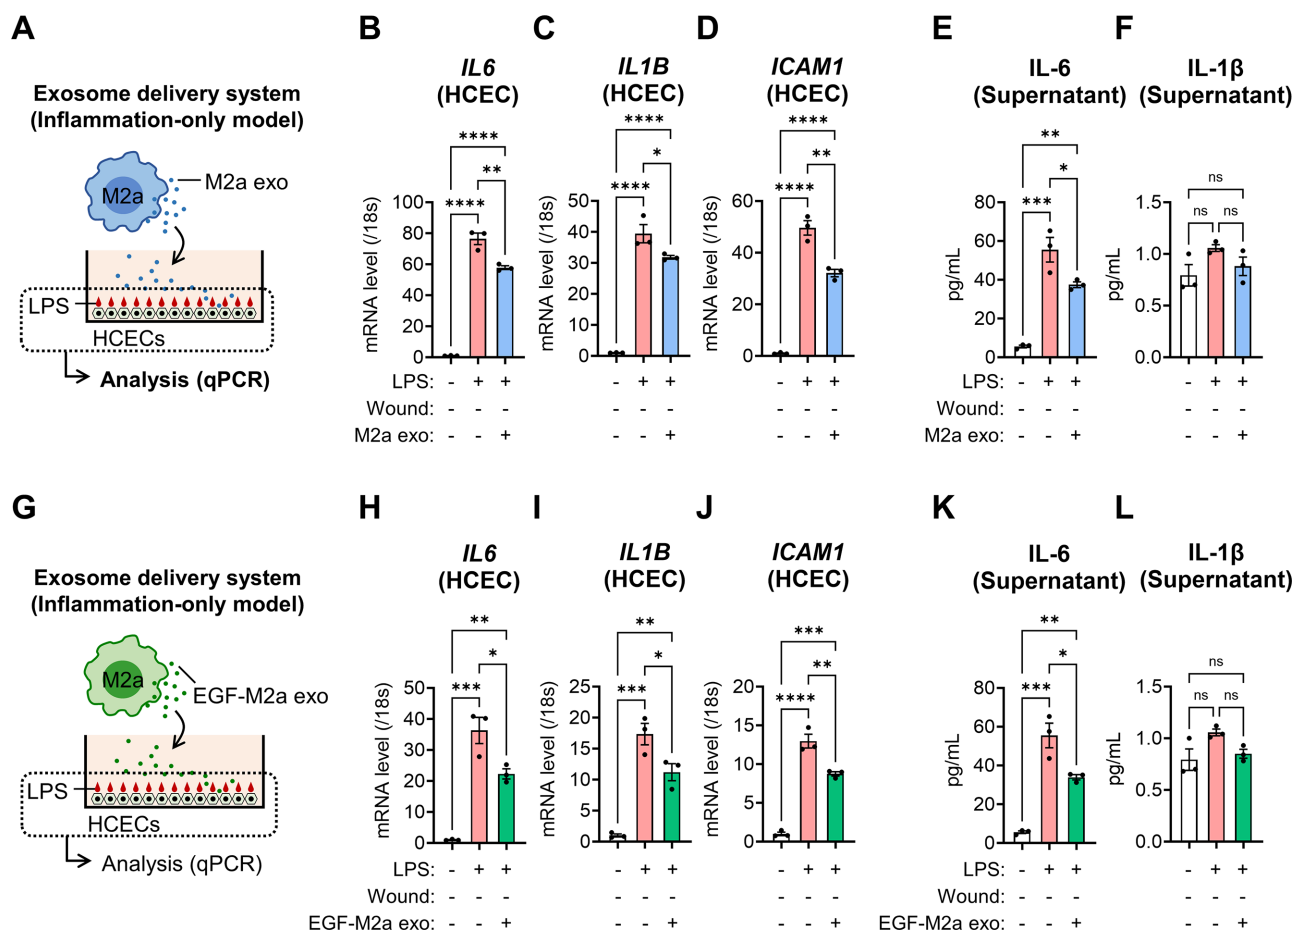 A
Exosome delivery system
(Inflammation-only model)
M2a
M2a exo
LPS
HCECs
Analysis (qPCR)
B
IL6
(HCEC)
****
**
****
mRNA level (/18s)
100
80
60
40
20
0
LPS: - + +
Wound: - - -
M2a exo: - - +
C
IL1B
(HCEC)
****
*
****
mRNA level (/18s)
50
40
30
20
10
0
- + +
- - -
- - +
D
ICAM1
(HCEC)
****
**
****
mRNA level (/18s)
60
40
20
0
- + +
- - -
- - +
E
IL-6
(Supernatant)
**
*
***
pg/mL
80
60
40
20
0
LPS: - + +
Wound: - - -
M2a exo: - - +
F
IL-1β
(Supernatant)
ns
ns ns
pg/mL
1.5
1.0
0.5
0.0
- + +
- - -
- - +
G
Exosome delivery system
(Inflammation-only model)
M2a
EGF-M2a exo
LPS
HCECs
Analysis (qPCR)
H
IL6
(HCEC)
**
*
***
mRNA level (/18s)
50
40
30
20
10
0
LPS: - + +
Wound: - - -
EGF-M2a exo: - - +
I
IL1B
(HCEC)
**
*
***
mRNA level (/18s)
25
20
15
10
5
0
- + +
- - -
- - +
J
ICAM1
(HCEC)
***
**
****
mRNA level (/18s)
20
15
10
5
0
- + +
- - -
- - +
K
IL-6
(Supernatant)
**
*
***
pg/mL
80
60
40
20
0
LPS: - + +
Wound: - - -
EGF-M2a exo: - - +
L
IL-1β
(Supernatant)
ns
ns ns
pg/mL
1.5
1.0
0.5
0.0
- + +
- - -
- - +